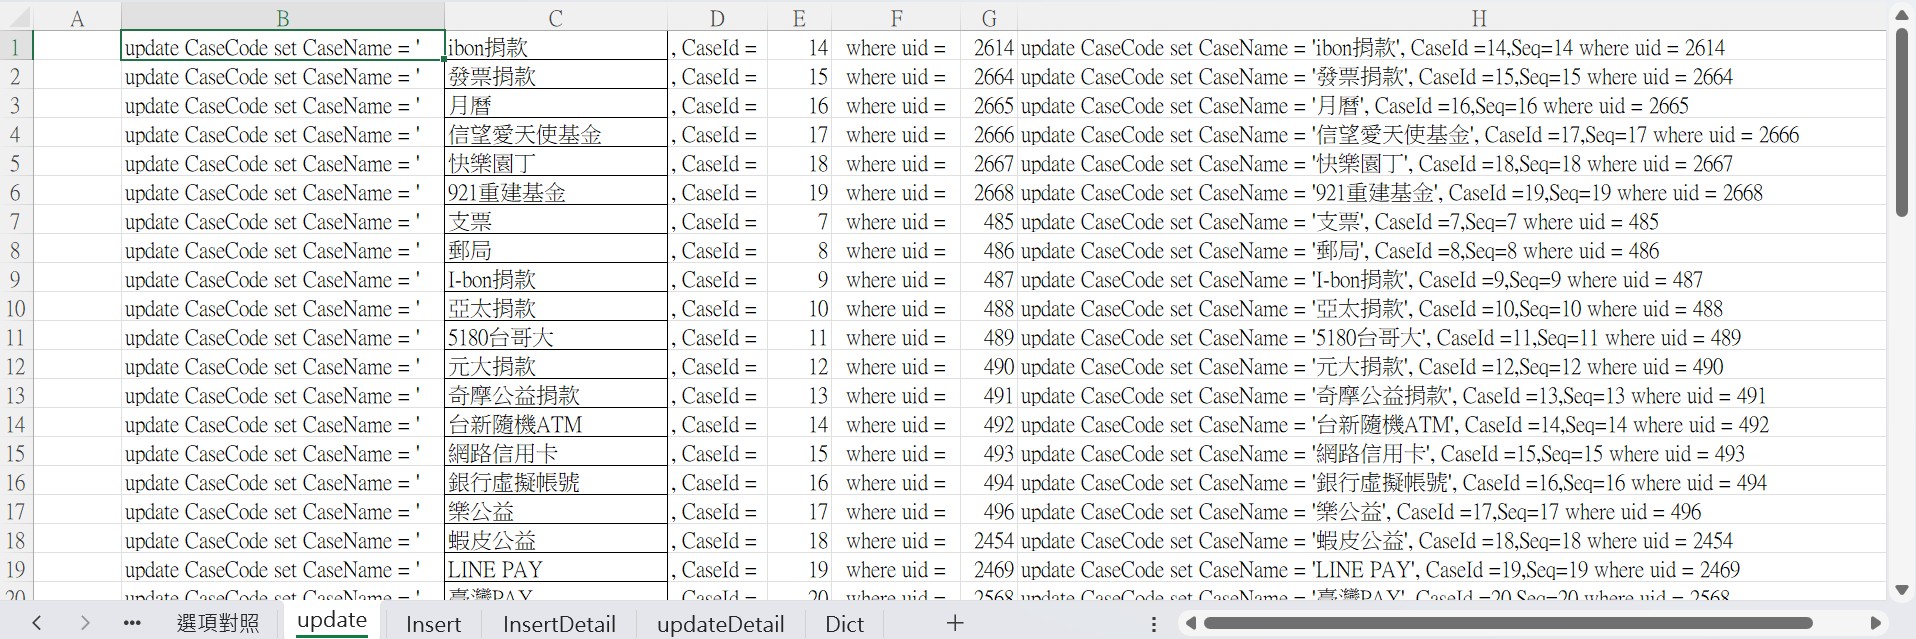 A B C D E F G H
1 update CaseCode set CaseName = ' ibon捐款 , CaseId = 14 where uid = 2614 update CaseCode set CaseName = 'ibon捐款', CaseId =14,Seq=14 where uid = 2614
2 update CaseCode set CaseName = ' 發票捐款 , CaseId = 15 where uid = 2664 update CaseCode set CaseName = '發票捐款', CaseId =15,Seq=15 where uid = 2664
3 update CaseCode set CaseName = ' 月曆 , CaseId = 16 where uid = 2665 update CaseCode set CaseName = '月曆', CaseId =16,Seq=16 where uid = 2665
4 update CaseCode set CaseName = ' 信望愛天使基金 , CaseId = 17 where uid = 2666 update CaseCode set CaseName = '信望愛天使基金', CaseId =17,Seq=17 where uid = 2666
5 update CaseCode set CaseName = ' 快樂園丁 , CaseId = 18 where uid = 2667 update CaseCode set CaseName = '快樂園丁', CaseId =18,Seq=18 where uid = 2667
6 update CaseCode set CaseName = ' 921重建基金 , CaseId = 19 where uid = 2668 update CaseCode set CaseName = '921重建基金', CaseId =19,Seq=19 where uid = 2668
7 update CaseCode set CaseName = ' 支票 , CaseId = 7 where uid = 485 update CaseCode set CaseName = '支票', CaseId =7,Seq=7 where uid = 485
8 update CaseCode set CaseName = ' 郵局 , CaseId = 8 where uid = 486 update CaseCode set CaseName = '郵局', CaseId =8,Seq=8 where uid = 486
9 update CaseCode set CaseName = ' I-bon捐款 , CaseId = 9 where uid = 487 update CaseCode set CaseName = 'I-bon捐款', CaseId =9,Seq=9 where uid = 487
10 update CaseCode set CaseName = ' 亞太捐款 , CaseId = 10 where uid = 488 update CaseCode set CaseName = '亞太捐款', CaseId =10,Seq=10 where uid = 488
11 update CaseCode set CaseName = ' 5180台哥大 , CaseId = 11 where uid = 489 update CaseCode set CaseName = '5180台哥大', CaseId =11,Seq=11 where uid = 489
12 update CaseCode set CaseName = ' 元大捐款 , CaseId = 12 where uid = 490 update CaseCode set CaseName = '元大捐款', CaseId =12,Seq=12 where uid = 490
13 update CaseCode set CaseName = ' 奇摩公益捐款 , CaseId = 13 where uid = 491 update CaseCode set CaseName = '奇摩公益捐款', CaseId =13,Seq=13 where uid = 491
14 update CaseCode set CaseName = ' 台新隨機ATM , CaseId = 14 where uid = 492 update CaseCode set CaseName = '台新隨機ATM', CaseId =14,Seq=14 where uid = 492
15 update CaseCode set CaseName = ' 網路信用卡 , CaseId = 15 where uid = 493 update CaseCode set CaseName = '網路信用卡', CaseId =15,Seq=15 where uid = 493
16 update CaseCode set CaseName = ' 銀行虛擬帳號 , CaseId = 16 where uid = 494 update CaseCode set CaseName = '銀行虛擬帳號', CaseId =16,Seq=16 where uid = 494
17 update CaseCode set CaseName = ' 樂公益 , CaseId = 17 where uid = 496 update CaseCode set CaseName = '樂公益', CaseId =17,Seq=17 where uid = 496
18 update CaseCode set CaseName = ' 蝦皮公益 , CaseId = 18 where uid = 2454 update CaseCode set CaseName = '蝦皮公益', CaseId =18,Seq=18 where uid = 2454
19 update CaseCode set CaseName = ' LINE PAY , CaseId = 19 where uid = 2469 update CaseCode set CaseName = 'LINE PAY', CaseId =19,Seq=19 where uid = 2469
20 update CaseCode set CaseName = ' 臺灣PAY , CaseId = 20 where uid = 2568 update CaseCode set CaseName = '臺灣PAY', CaseId =20,Seq=20 where uid = 2568
選項對照 update Insert InsertDetail updateDetail Dict